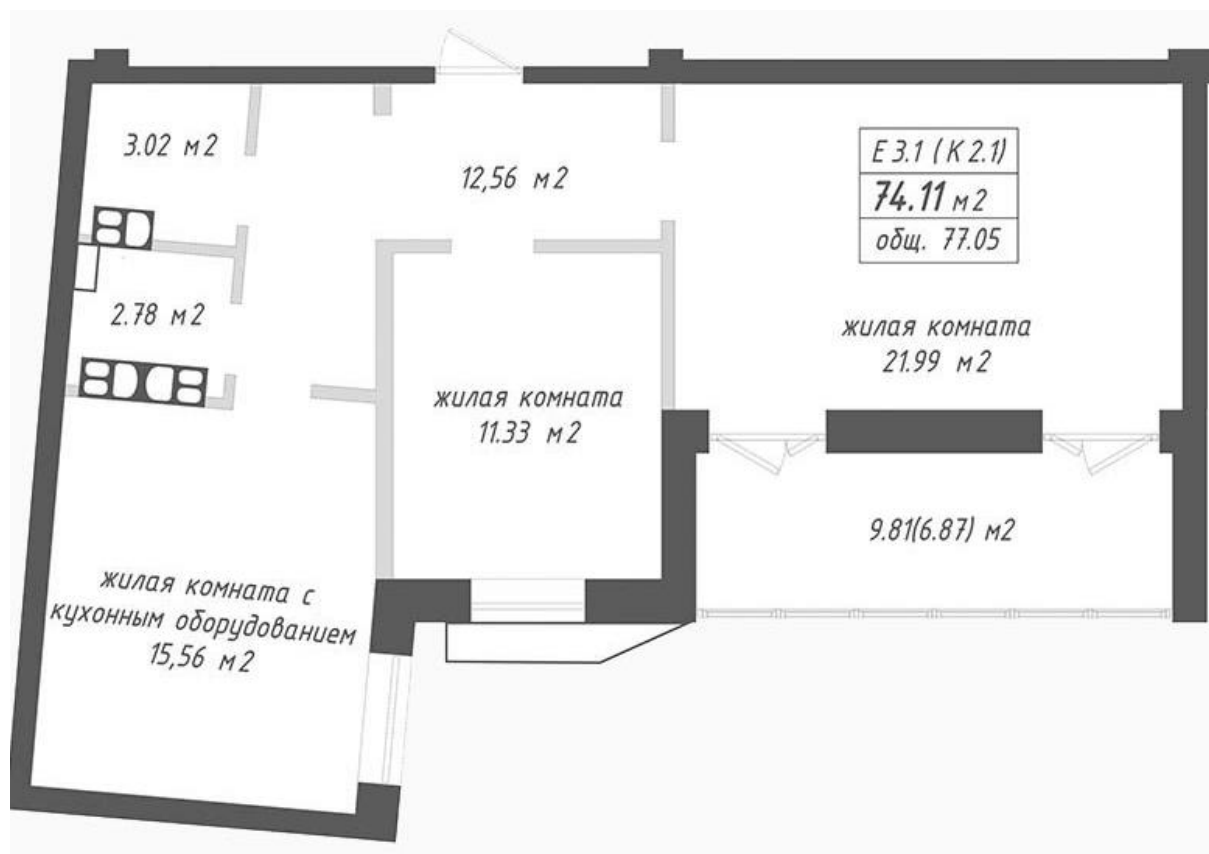 3.02 м2
12,56 м2
Е 3.1 (К 2.1)
74.11 м2
общ. 77.05
2.78 м2
жилая комната
21.99 м2
жилая комната
11.33 м2
9.81(6.87) м2
жилая комната с
кухонным оборудованием
15,56 м2